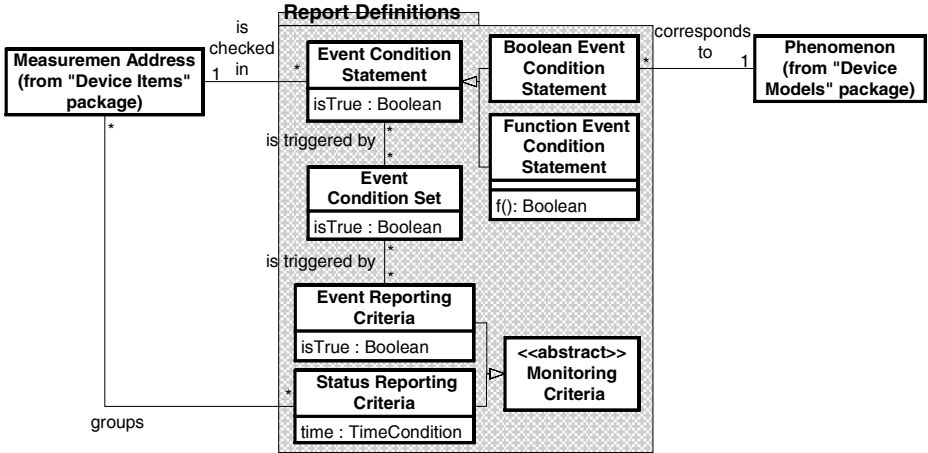 Report Definitions
is
checked
in
corresponds
to
Measuremen Address
(from "Device Items"
package)
1
*
Event Condition
Statement
isTrue : Boolean
Boolean Event
Condition
Statement
*
1
Phenomenon
(from "Device
Models" package)
*
*
is triggered by
*
Function Event
Condition
Statement
f(): Boolean
Event
Condition Set
isTrue : Boolean
*
is triggered by
*
Event Reporting
Criteria
isTrue : Boolean
<<abstract>>
Monitoring
Criteria
*
Status Reporting
Criteria
time : TimeCondition
groups